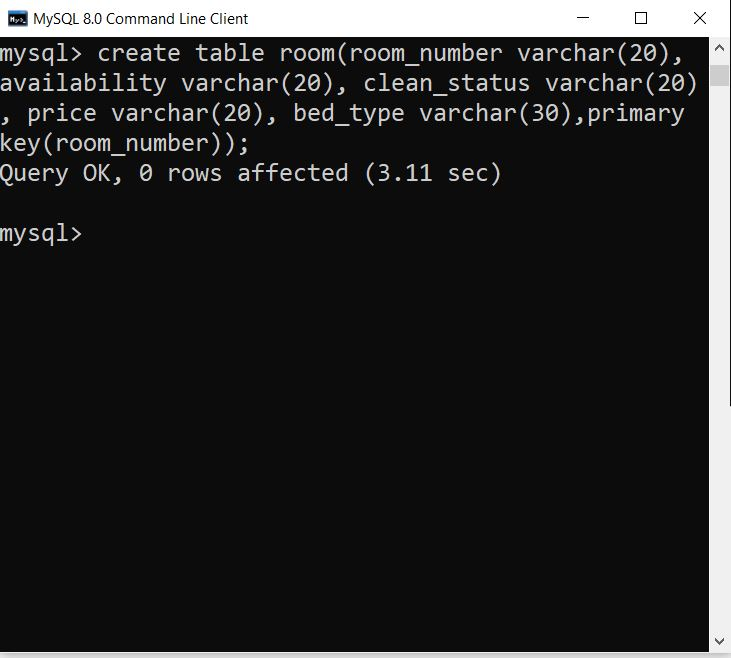 MySQL 8.0 Command Line Client
mysql> create table room(room_number varchar(20),
availability varchar(20), clean_status varchar(20)
, price varchar(20), bed_type varchar(30),primary
key(room_number));
Query OK, 0 rows affected (3.11 sec)
mysql>